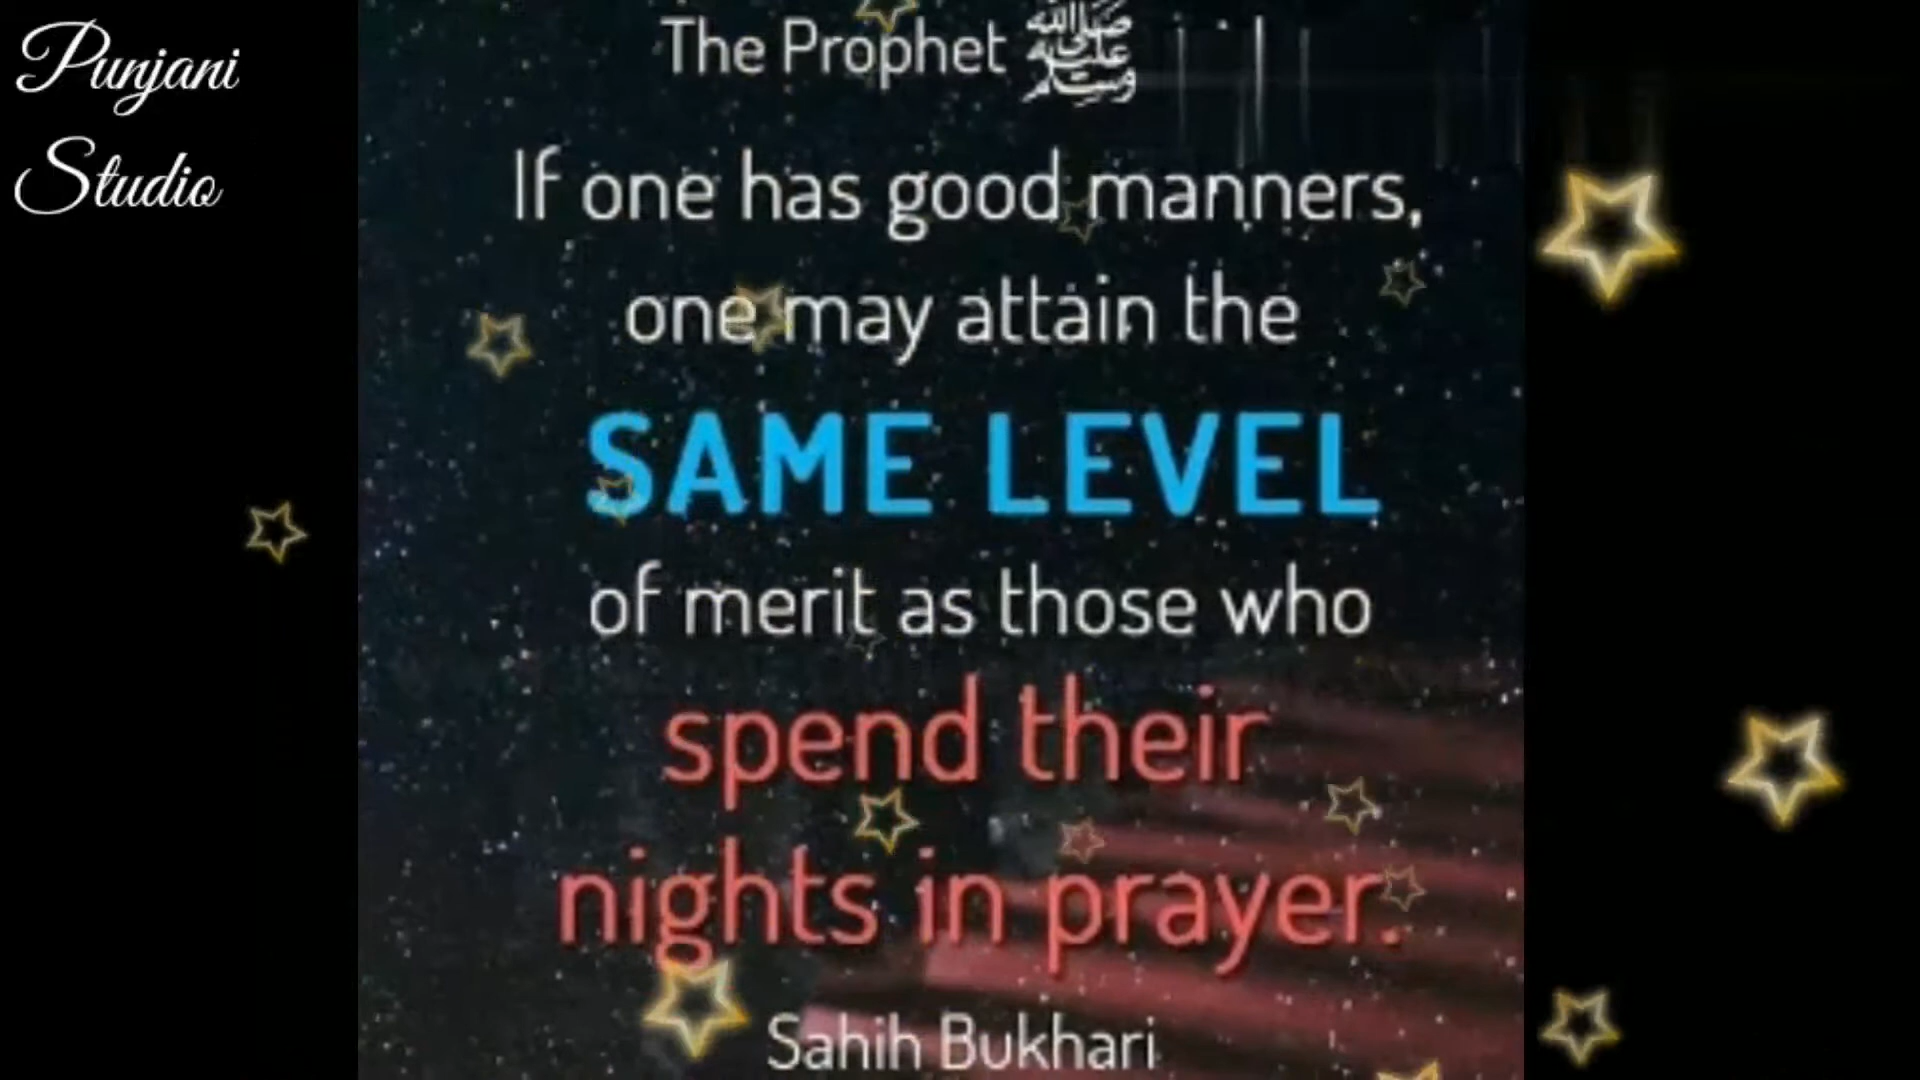 Punjani
Studio
The Prophet ﷺ
If one has good manners,
one may attain the
SAME LEVEL
of merit as those who
spend their
nights in prayer.
Sahih Bukhari